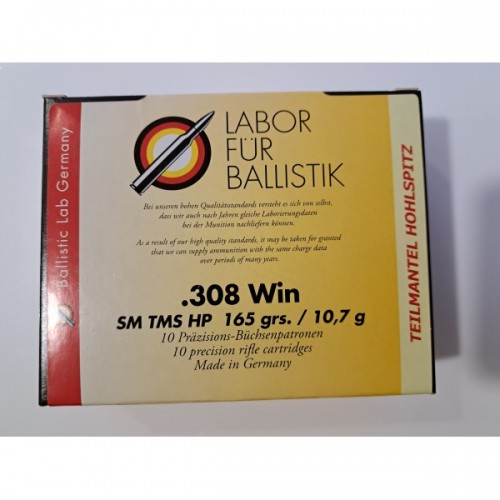 Ballistic Lab Germany
LABOR
FÜR
BALLISTIK
Bei unseren hohen Qualitätsstandards versteht es sich von selbst,
dass wir auch nach Jahren gleiche Laborierungsdaten
bei der Munition nachliefern können.
As a result of our high quality standards, it may be taken for granted
that we can supply ammunition with the same charge data
over periods of many years.
.308 Win
SM TMS HP 165 grs. / 10,7 g
10 Präzisions-Büchsenpatronen
10 precision rifle cartridges
Made in Germany
TEILMANTEL HOHLSPITZ